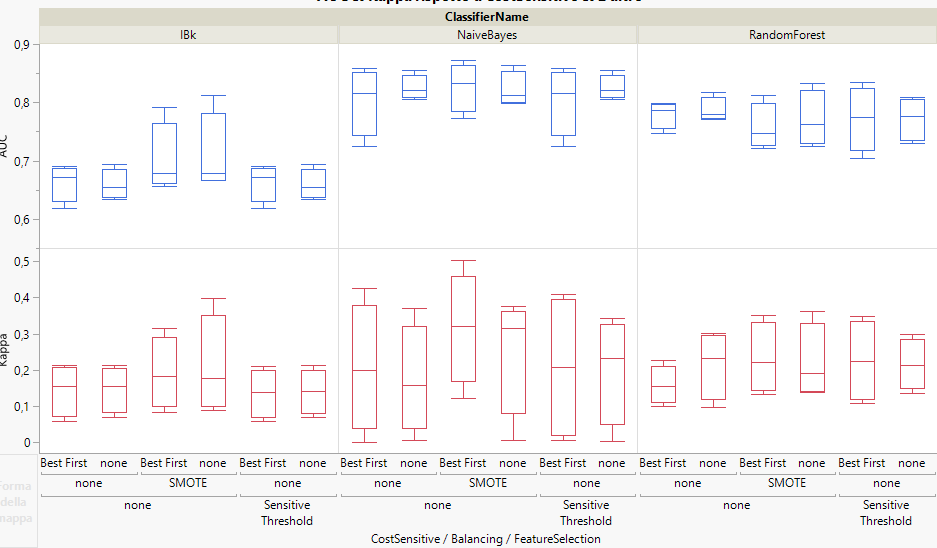 ClassifierName
IBk NaiveBayes RandomForest
0,9
0,8
0,7
0,6
AUC
0,5
0,4
0,3
0,2
0,1
0
Kappa
Best First none Best First none Best First none Best First none Best First none Best First none Best First none Best First none Best First none
none SMOTE none none SMOTE none none SMOTE none
none Sensitive Threshold none Sensitive Threshold none Sensitive Threshold
CostSensitive / Balancing / FeatureSelection
Forma
della
mappa